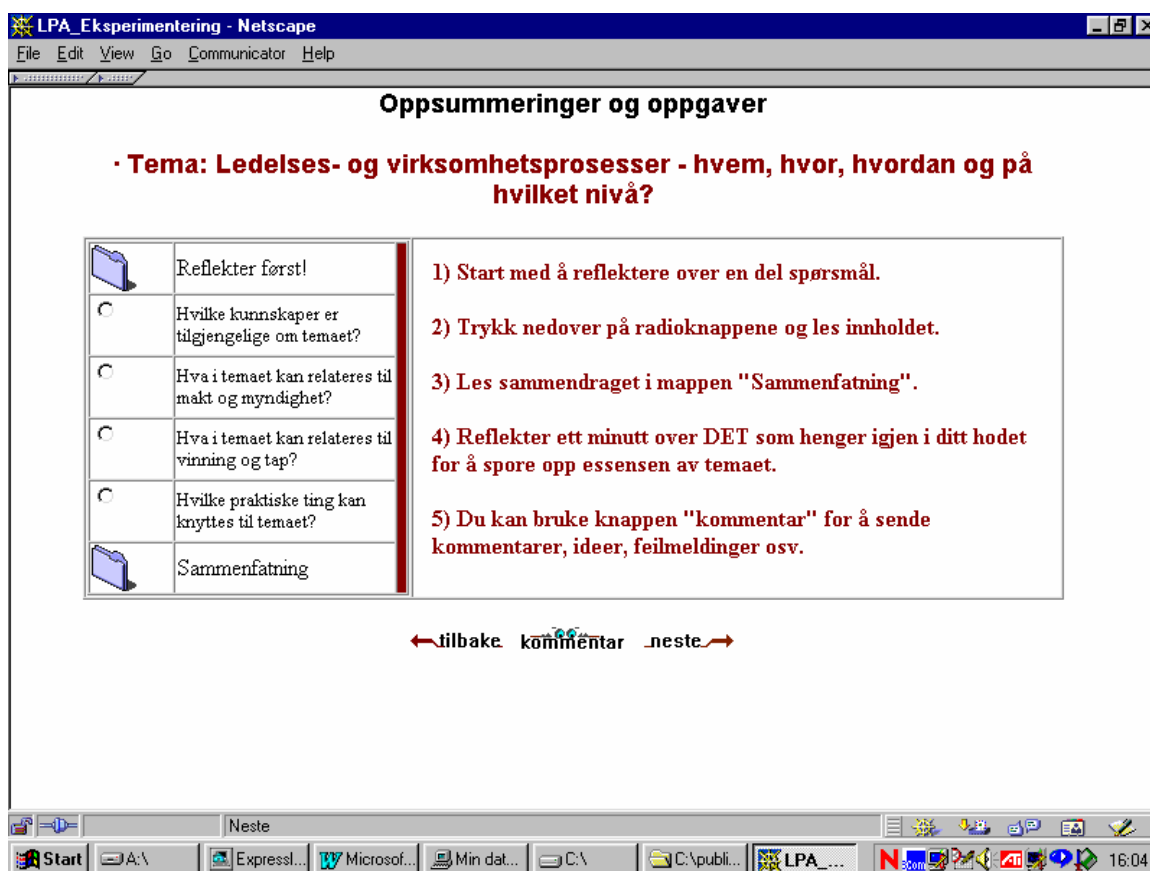 LPA_Eksperimentering - Netscape
File Edit View Go Communicator Help
Oppsummeringer og oppgaver
· Tema: Ledelses- og virksomhetsprosesser - hvem, hvor, hvordan og på
hvilket nivå?
Reflekter først!
Hvilke kunnskaper er
tilgjengelige om temaet?
Hva i temaet kan relateres til
makt og myndighet?
Hva i temaet kan relateres til
vinning og tap?
Hvilke praktiske ting kan
knyttes til temaet?
Sammenfatning
1) Start med å reflektere over en del spørsmål.
2) Trykk nedover på radioknappene og les innholdet.
3) Les sammendraget i mappen "Sammenfatning".
4) Reflekter ett minutt over DET som henger igjen i ditt hodet
for å spore opp essensen av temaet.
5) Du kan bruke knappen "kommentar" for å sende
kommentarer, ideer, feilmeldinger osv.
tilbake kommentar neste
Neste
Start A:\ Expressl... Microsof... Min dat... C:\ C:\publi... LPA_... N 3Com ATI 16:04